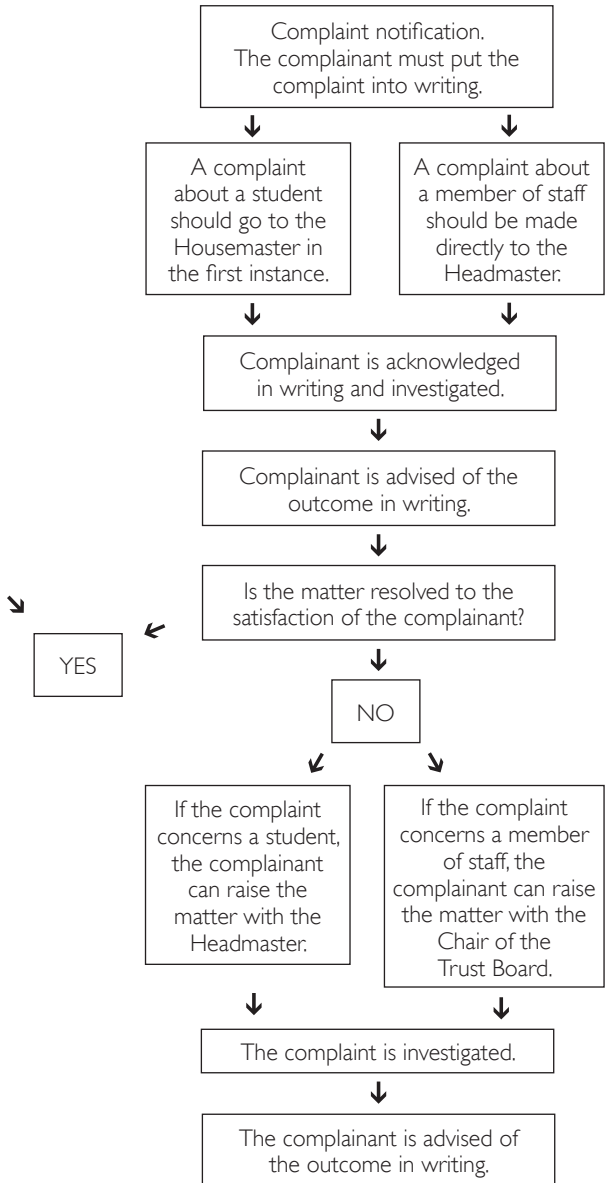 Complaint notification.
The complainant must put the
complaint into writing.
A complaint
about a student
should go to the
Housemaster in
the first instance.
A complaint about
a member of staff
should be made
directly to the
Headmaster.
Complainant is acknowledged
in writing and investigated.
Complainant is advised of the
outcome in writing.
Is the matter resolved to the
satisfaction of the complainant?
YES
NO
If the complaint
concerns a student,
the complainant
can raise the
matter with the
Headmaster.
If the complaint
concerns a member
of staff, the
complainant can raise
the matter with the
Chair of the
Trust Board.
The complaint is investigated.
The complainant is advised of
the outcome in writing.